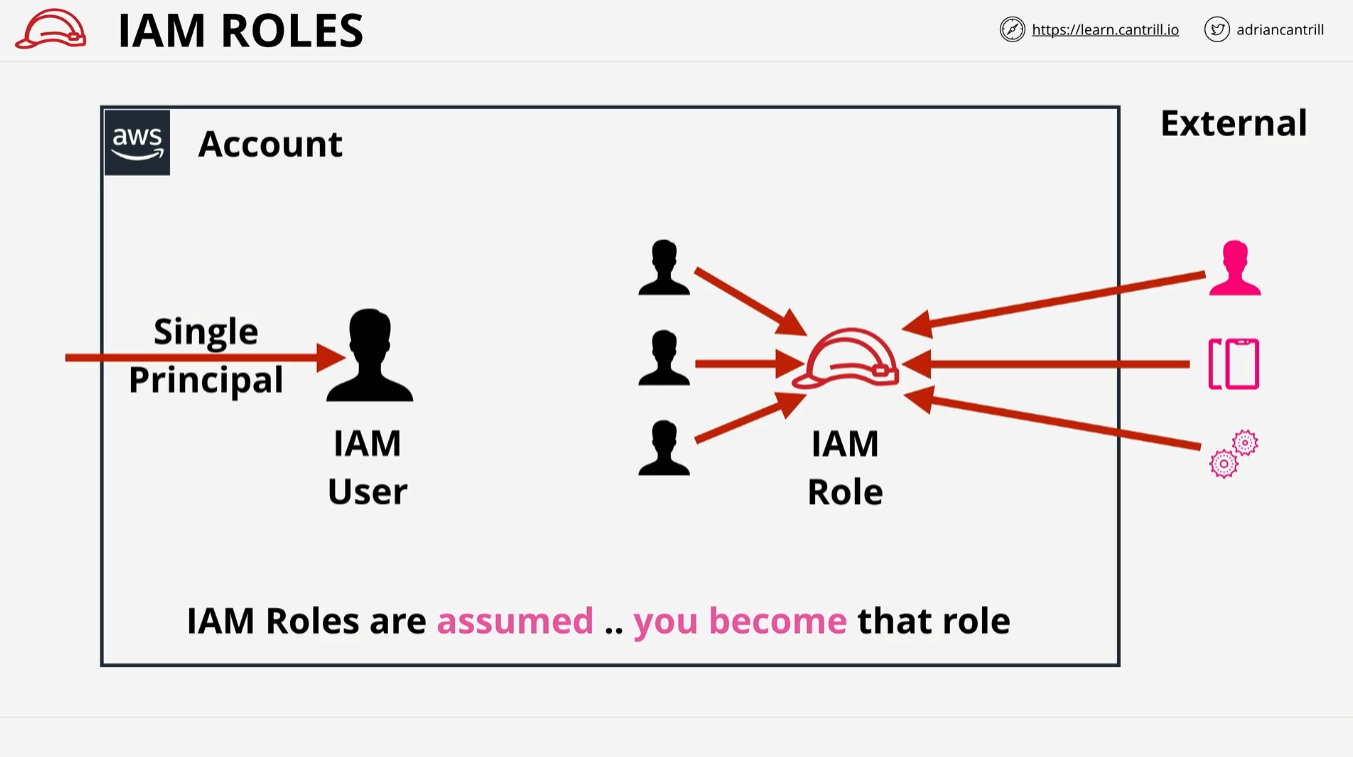 IAM ROLES
https://learn.cantrill.io
adriancantrill
aws
Account
External
Single
Principal
IAM
User
IAM
Role
IAM Roles are assumed .. you become that role